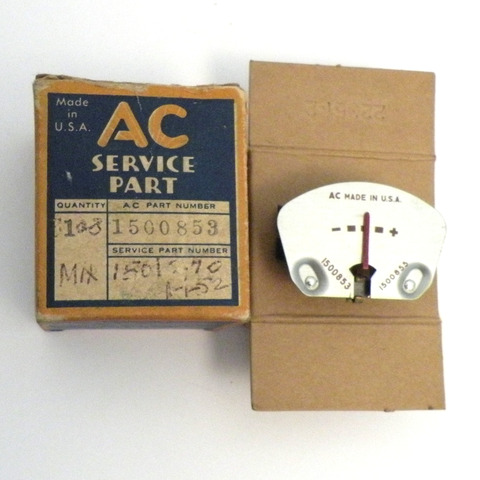 Made
in
U.S.A.
AC
SERVICE
PART
QUANTITY
AC PART NUMBER
1500853
SERVICE PART NUMBER
AC MADE IN U.S.A.
- +
1500853
1500853